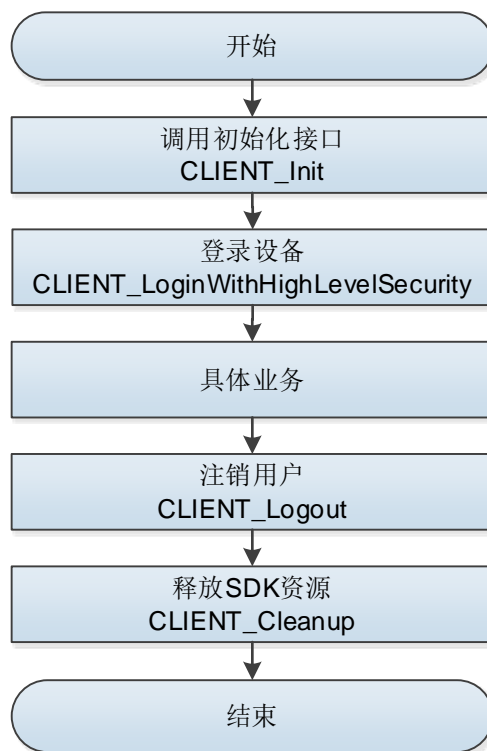 开始
调用初始化接口
CLIENT_Init
登录设备
CLIENT_LoginWithHighLevelSecurity
具体业务
注销用户
CLIENT_Logout
释放SDK资源
CLIENT_Cleanup
结束